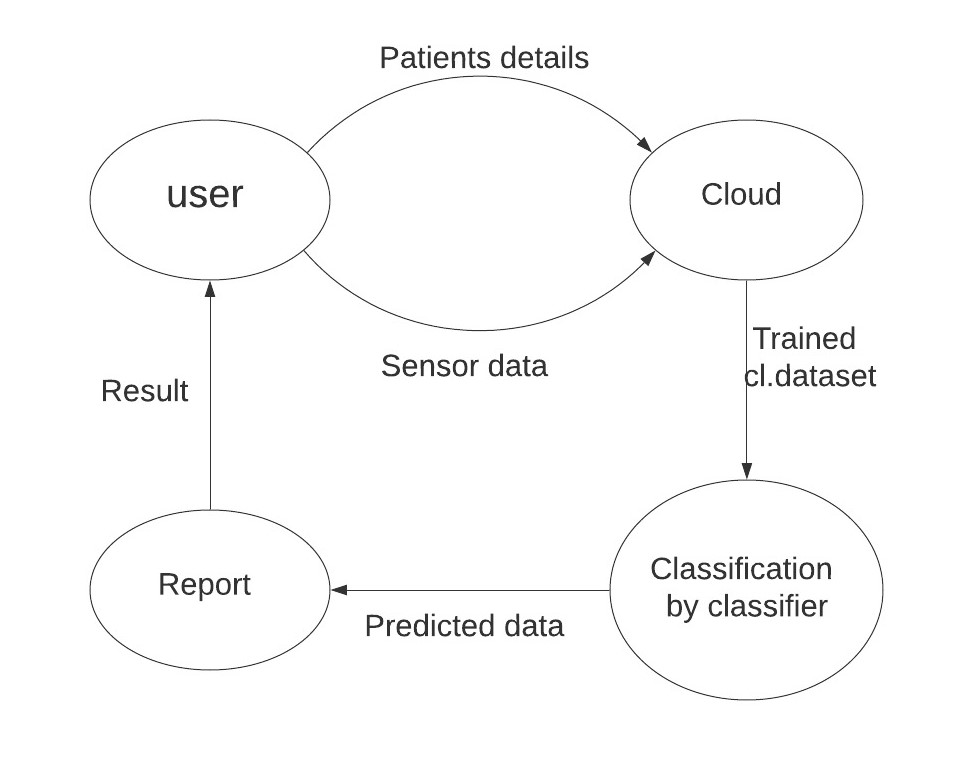 Patients details
user
Cloud
Sensor data
Trained
cl.dataset
Result
Classification
by classifier
Report
Predicted data